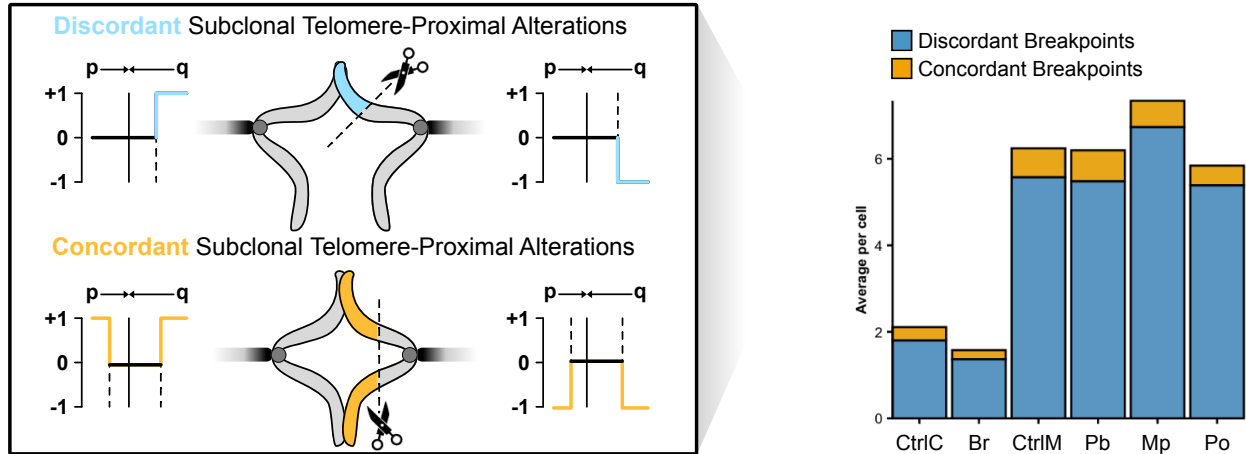 Discordant Subclonal Telomere-Proximal Alterations
p q
+1
0
-1
p q
+1
0
-1
Concordant Subclonal Telomere-Proximal Alterations
p q
+1
0
-1
p q
+1
0
-1
Discordant Breakpoints
Concordant Breakpoints
Average per cell
6
4
2
0
CtrlC Br CtrlM Pb Mp Po